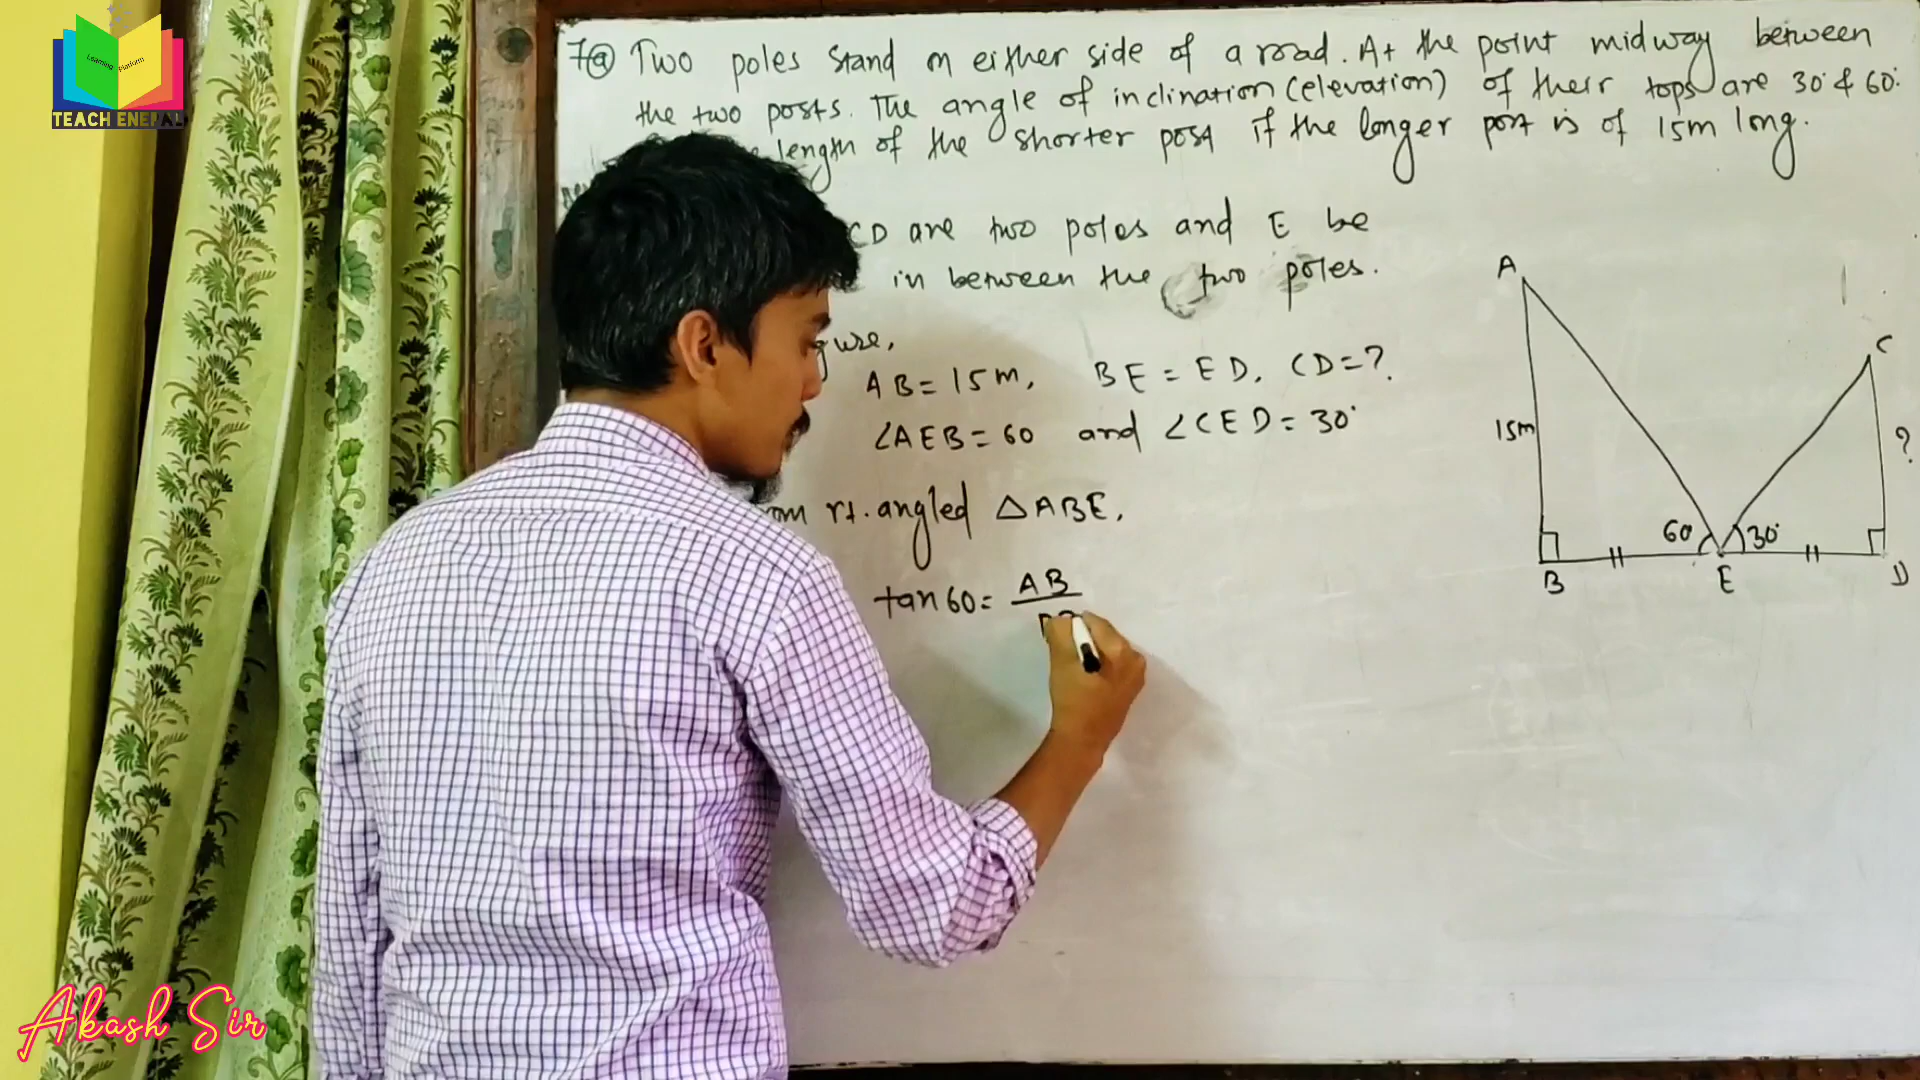 Learning Platform
TEACH ENEPAL
7(a) Two poles stand on either side of a road. At the point midway between
the two posts. The angle of inclination (elevation) of their tops are 30° & 60°.
length of the shorter post if the longer post is of 15m long.
CD are two poles and E be
in between the two poles.
AB = 15m, BE = ED, CD = ?
∠AEB = 60 and ∠CED = 30°
rt. angled △ABE,
tan 60 = AB
A
C
15m
?
60
30°
B
E
D
Akash Sir